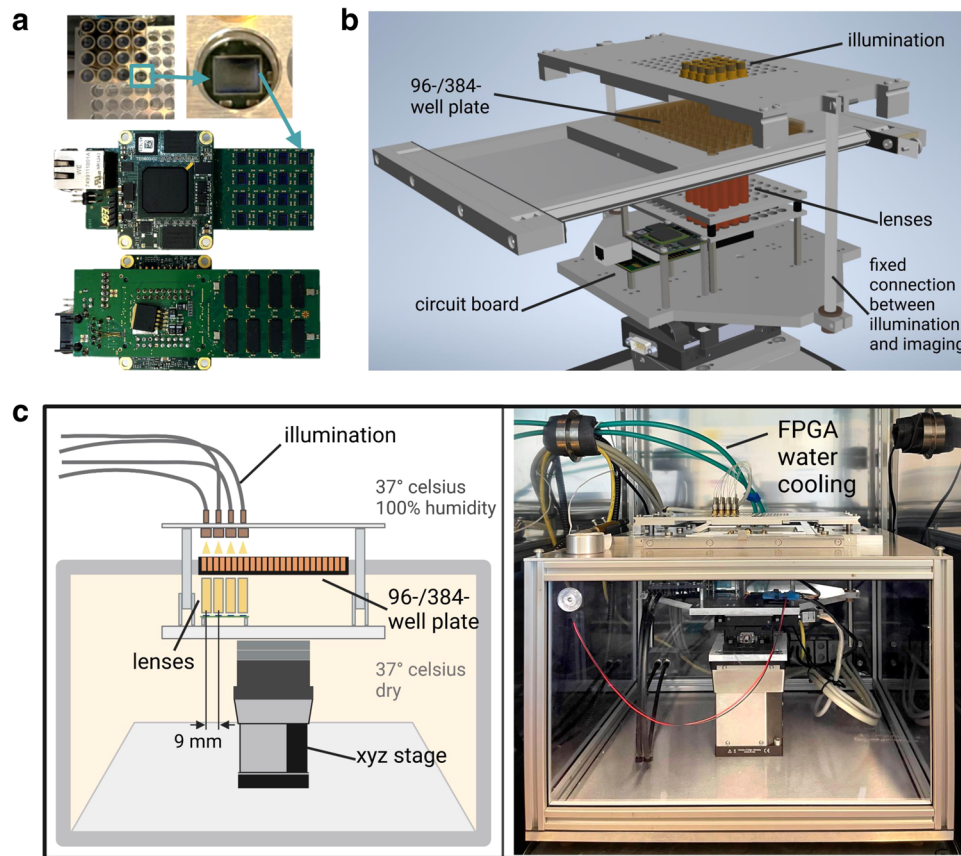 a
b
illumination
96-/384-
well plate
lenses
circuit board
fixed
connection
between
illumination
and imaging
c
illumination
37° celsius
100% humidity
96-/384-
well plate
lenses
37° celsius
dry
9 mm
xyz stage
FPGA
water
cooling